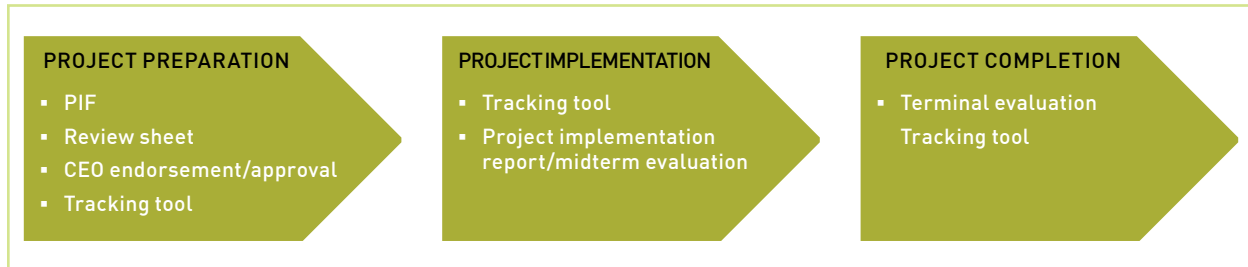 PROJECT PREPARATION
▪ PIF
▪ Review sheet
▪ CEO endorsement/approval
▪ Tracking tool
PROJECT IMPLEMENTATION
▪ Tracking tool
▪ Project implementation
report/midterm evaluation
PROJECT COMPLETION
▪ Terminal evaluation
Tracking tool